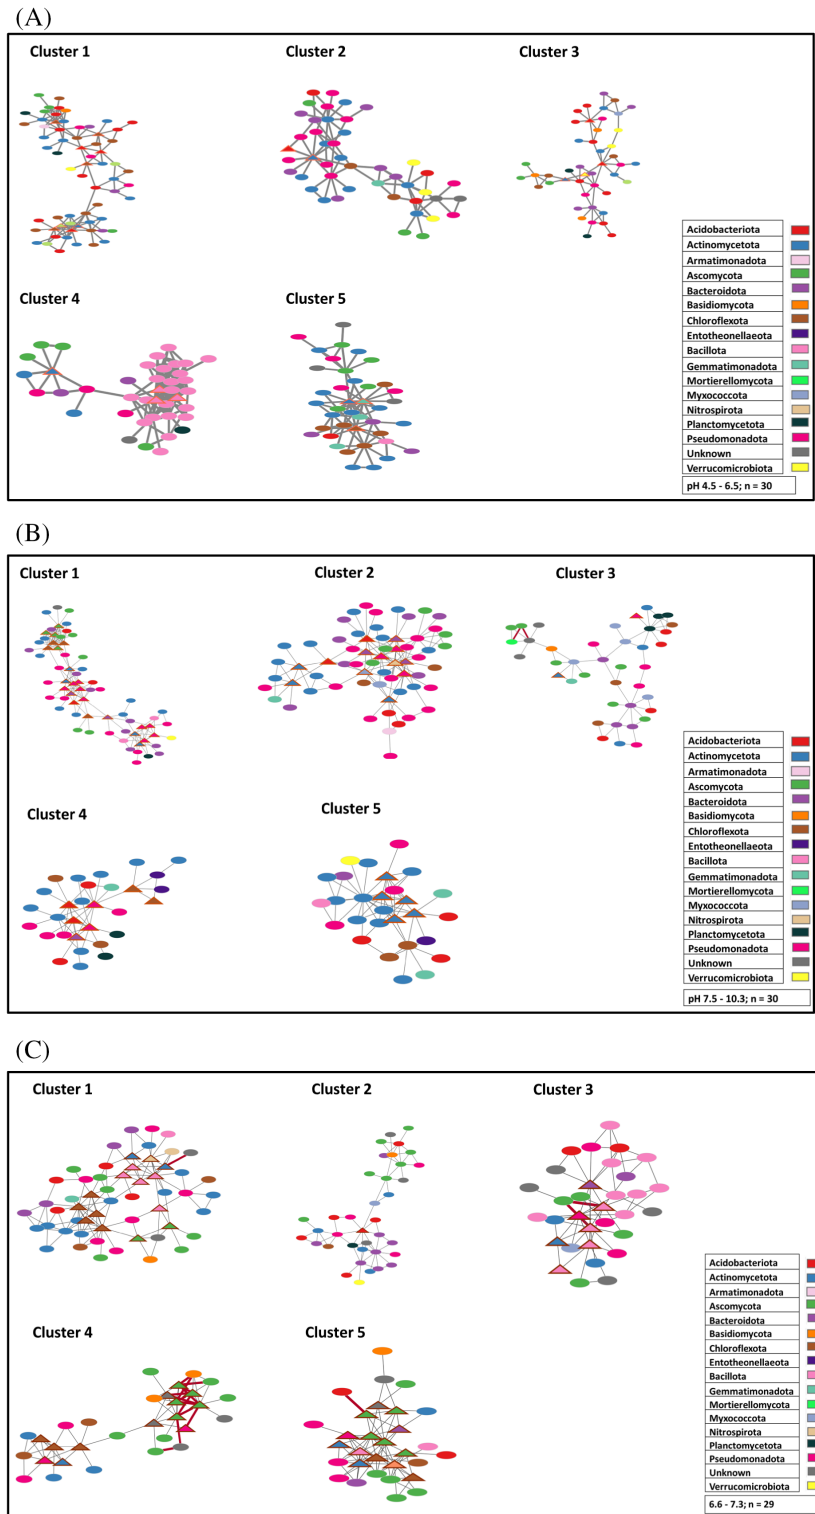 (A)
Cluster 1
Cluster 2
Cluster 3
Cluster 4
Cluster 5
Acidobacteriota
Actinomycetota
Armatimonadota
Ascomycota
Bacteroidota
Basidiomycota
Chloroflexota
Entotheonellaeota
Bacillota
Gemmatimonadota
Mortierellomycota
Myxococcota
Nitrospirota
Planctomycetota
Pseudomonadota
Unknown
Verrucomicrobiota
pH 4.5 - 6.5; n = 30
(B)
Cluster 1
Cluster 2
Cluster 3
Cluster 4
Cluster 5
Acidobacteriota
Actinomycetota
Armatimonadota
Ascomycota
Bacteroidota
Basidiomycota
Chloroflexota
Entotheonellaeota
Bacillota
Gemmatimonadota
Mortierellomycota
Myxococcota
Nitrospirota
Planctomycetota
Pseudomonadota
Unknown
Verrucomicrobiota
pH 7.5 - 10.3; n = 30
(C)
Cluster 1
Cluster 2
Cluster 3
Cluster 4
Cluster 5
Acidobacteriota
Actinomycetota
Armatimonadota
Ascomycota
Bacteroidota
Basidiomycota
Chloroflexota
Entotheonellaeota
Bacillota
Gemmatimonadota
Mortierellomycota
Myxococcota
Nitrospirota
Planctomycetota
Pseudomonadota
Unknown
Verrucomicrobiota
6.6 - 7.3; n = 29